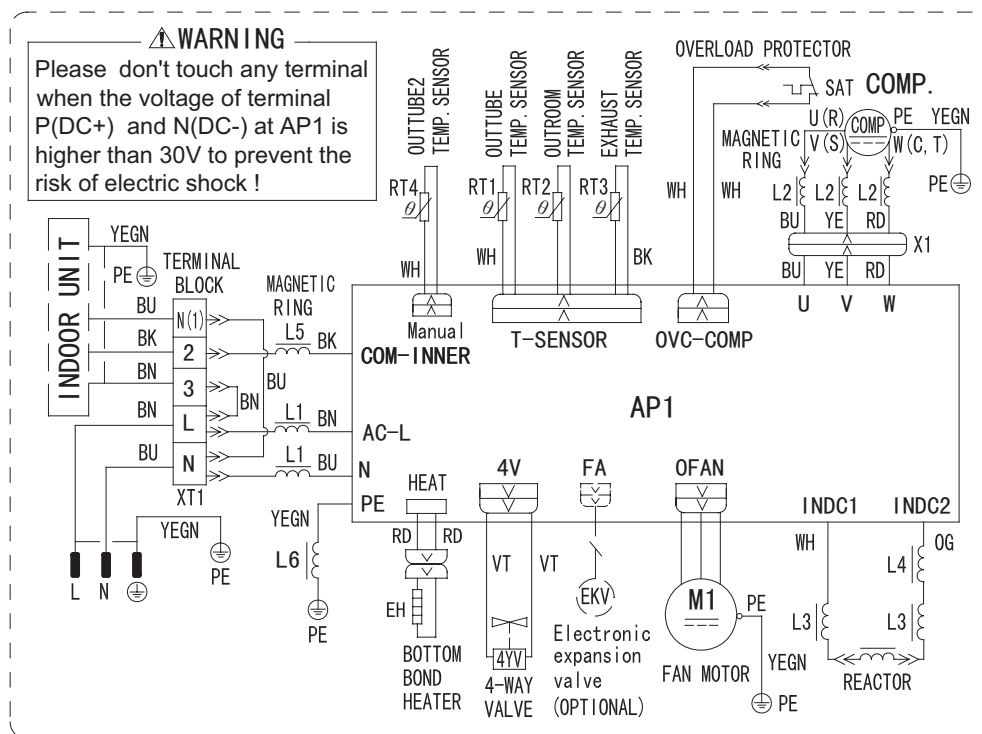 WARNING
Please don't touch any terminal
when the voltage of terminal
P(DC+) and N(DC-) at AP1 is
higher than 30V to prevent the
risk of electric shock !
OUTTUBE2
TEMP. SENSOR
OUTTUBE
TEMP. SENSOR
OUTROOM
TEMP. SENSOR
EXHAUST
TEMP. SENSOR
OVERLOAD PROTECTOR
SAT COMP.
U(R)
COMP
PE YEGN
MAGNETIC
RING
V(S)
W(C, T)
PE
RT4
θ
RT1
θ
RT2
θ
RT3
θ
WH
WH
L2
L2
L2
BU YE RD
X1
BU YE RD
WH
WH
BK
INDOOR UNIT
YEGN
PE
TERMINAL
BLOCK
MAGNETIC
RING
BU
N(1)
BK
2
L5
BK
BN
3
BU
BN
BN
L
L1
BN
BU
N
L1
BU
XT1
YEGN
PE
L N
Manual
COM-INNER
T-SENSOR
OVC-COMP
U V W
AP1
AC-L
N
PE
YEGN
L6
PE
HEAT
RD RD
EH
BOTTOM
BOND
HEATER
4V
VT VT
4YV
4-WAY
VALVE
FA
EKV
Electronic
expansion
valve
(OPTIONAL)
OFAN
M1
PE
YEGN
FAN MOTOR
PE
INDC1 INDC2
WH
OG
L4
L3
L3
REACTOR